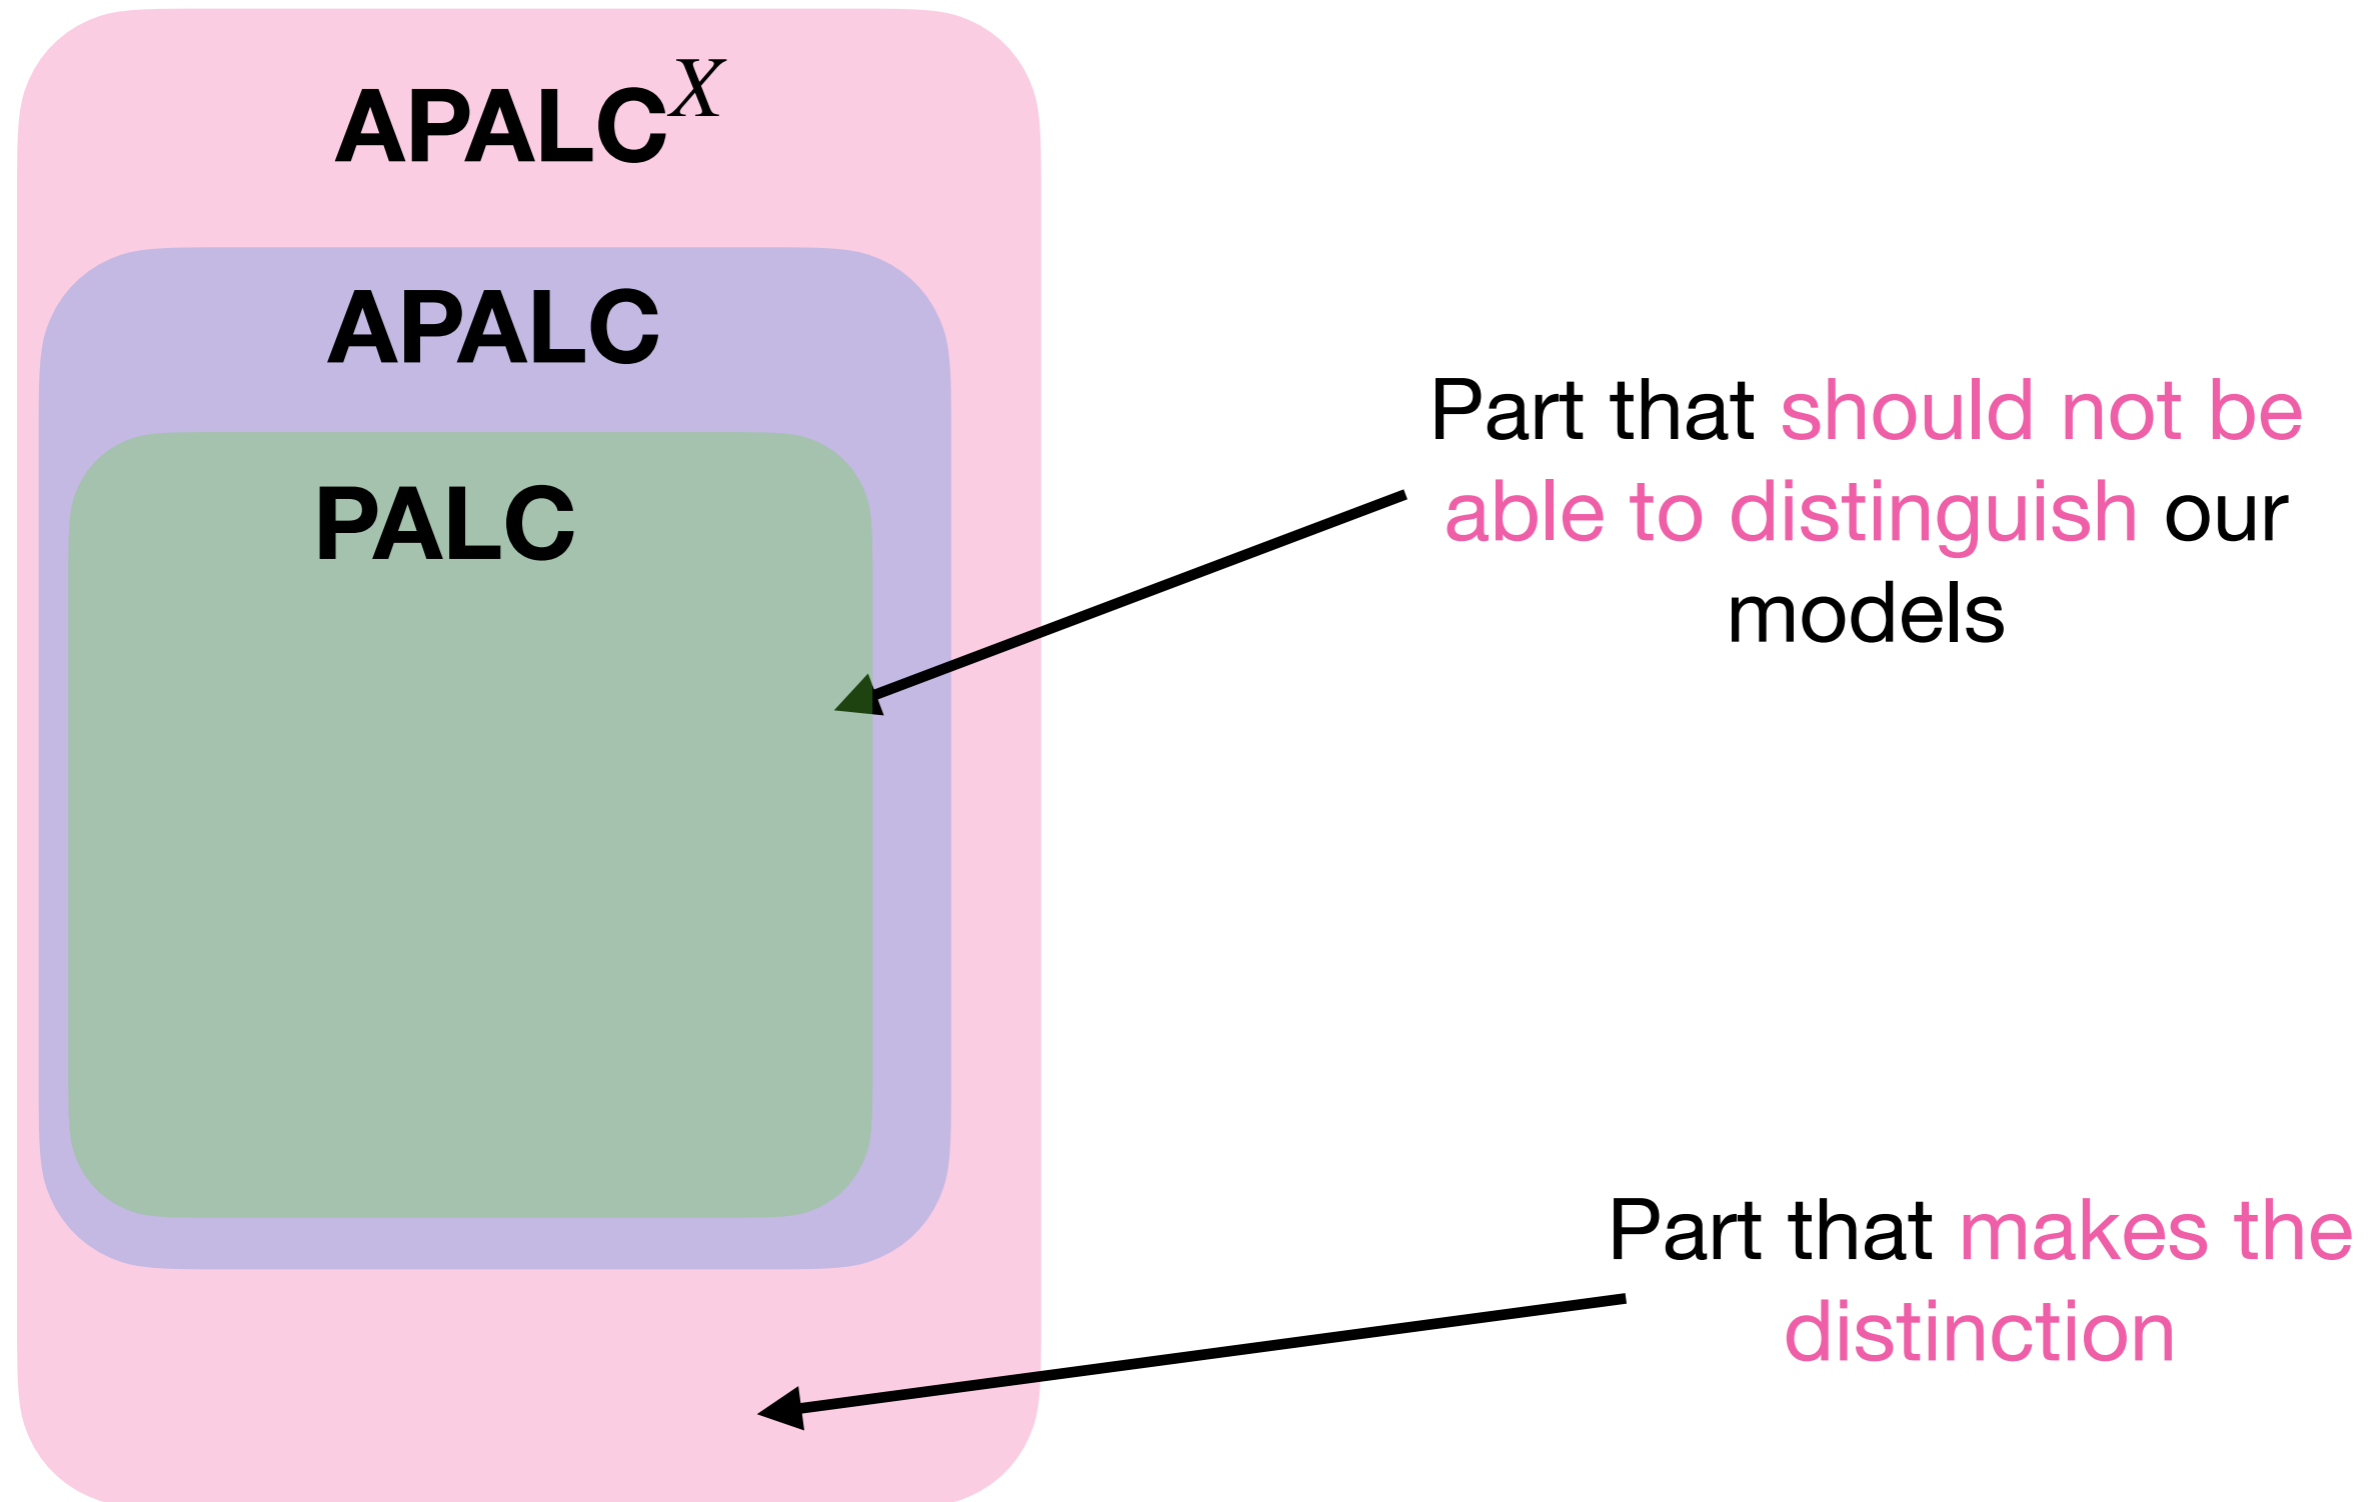 APALC^X
APALC
PALC
Part that should not be
able to distinguish our
models
Part that makes the
distinction